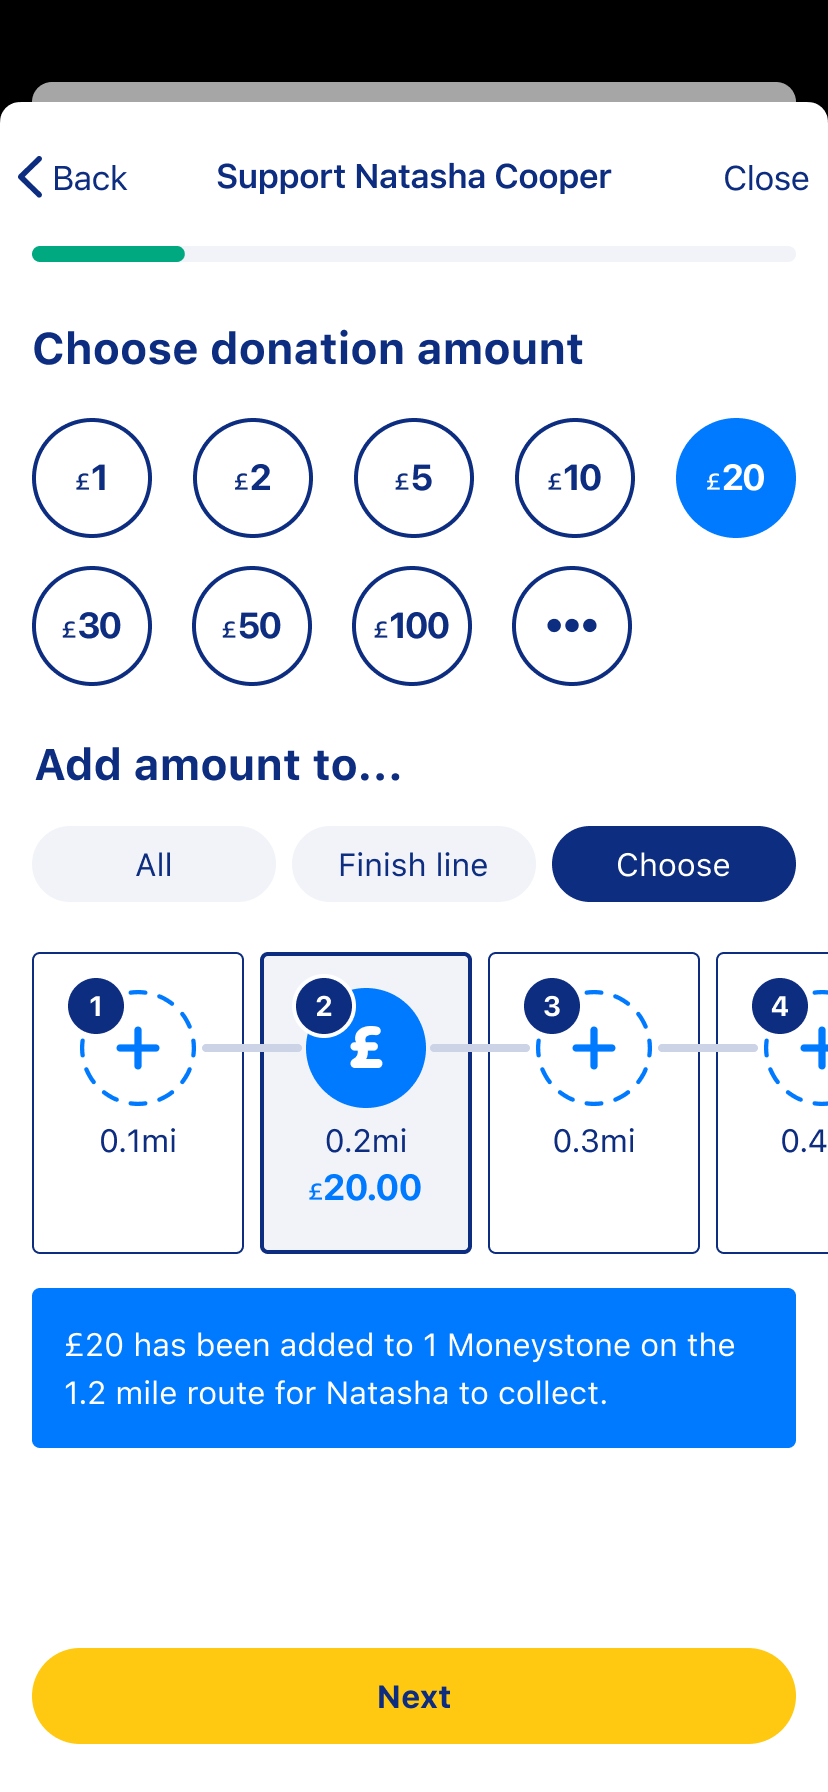 Back
Support Natasha Cooper
Close
Choose donation amount
£1
£2
£5
£10
£20
£30
£50
£100
•••
Add amount to...
All
Finish line
Choose
1
2
£
3
4
0.1mi
0.2mi
0.3mi
0.4
£20.00
£20 has been added to 1 Moneystone on the
1.2 mile route for Natasha to collect.
Next